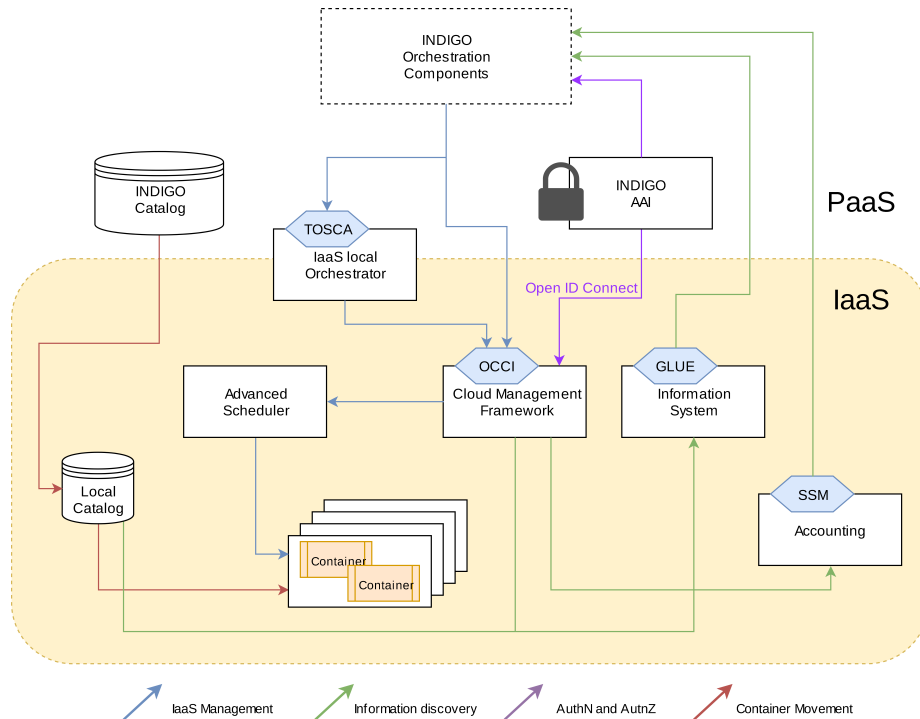 INDIGO
Orchestration
Components
INDIGO
Catalog
INDIGO
AAI
PaaS
TOSCA
IaaS local
Orchestrator
Open ID Connect
IaaS
OCCI
Cloud Management
Framework
GLUE
Information
System
Advanced
Scheduler
Local
Catalog
SSM
Accounting
Container
Container
IaaS Management
Information discovery
AuthN and AutnZ
Container Movement